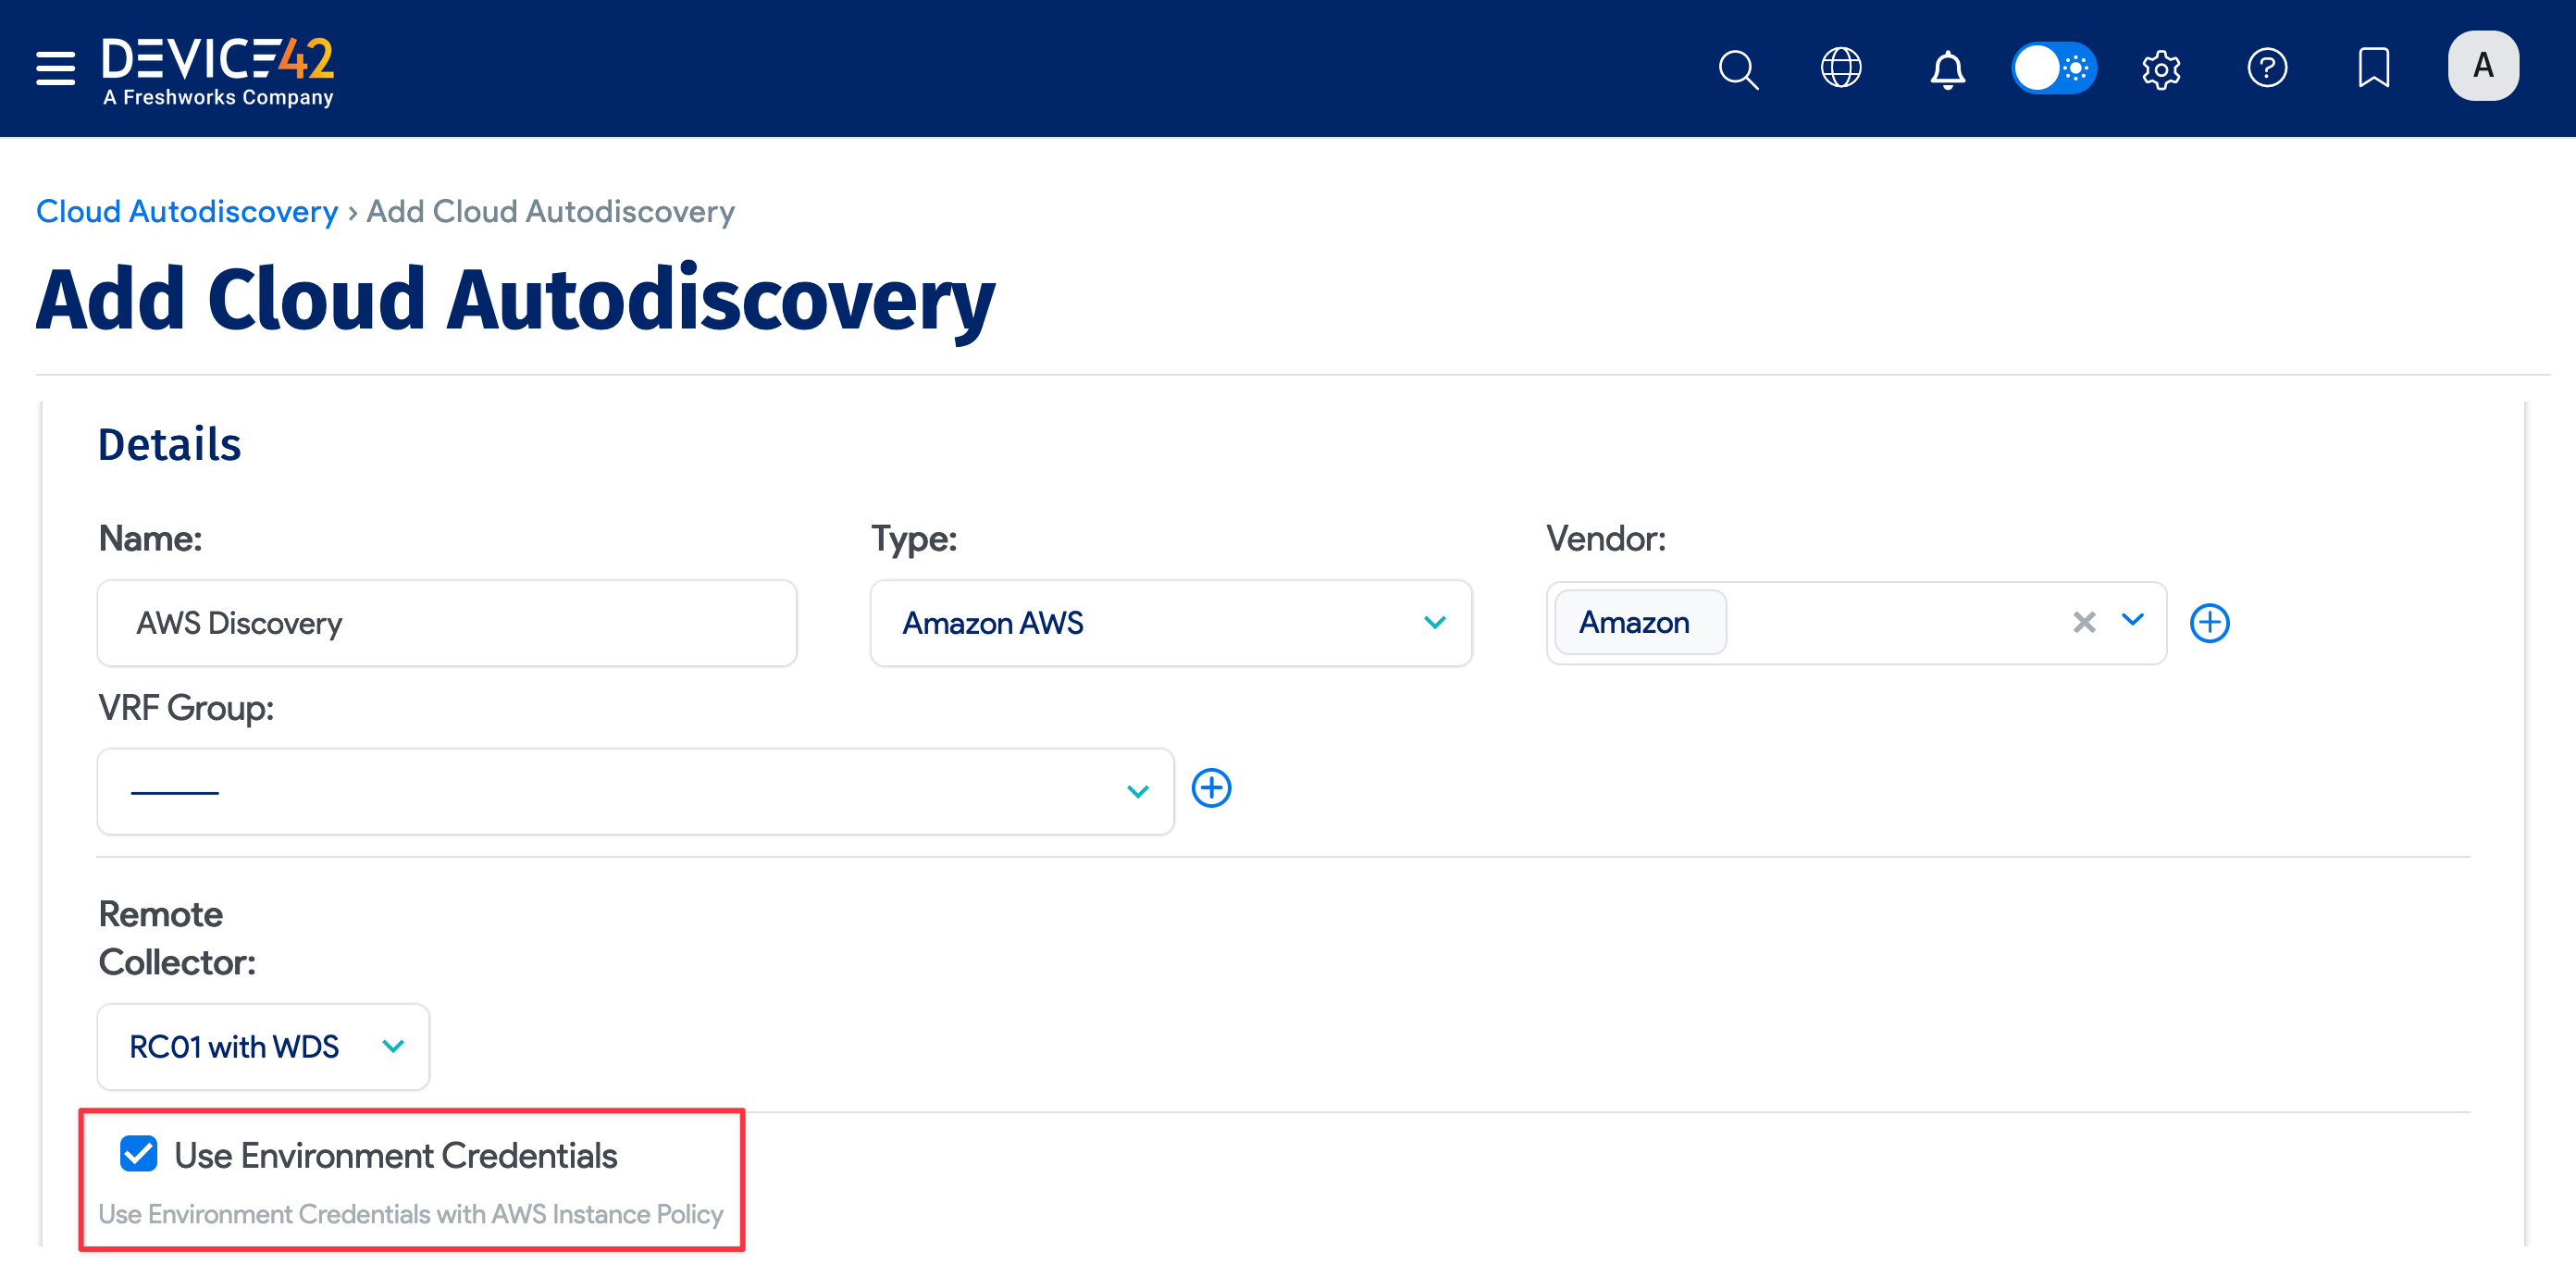 DEVICE42
A Freshworks Company
A
Cloud Autodiscovery › Add Cloud Autodiscovery
Add Cloud Autodiscovery
Details
Name:
Type:
Vendor:
AWS Discovery
Amazon AWS
Amazon
VRF Group:
Remote
Collector:
RC01 with WDS
Use Environment Credentials
Use Environment Credentials with AWS Instance Policy